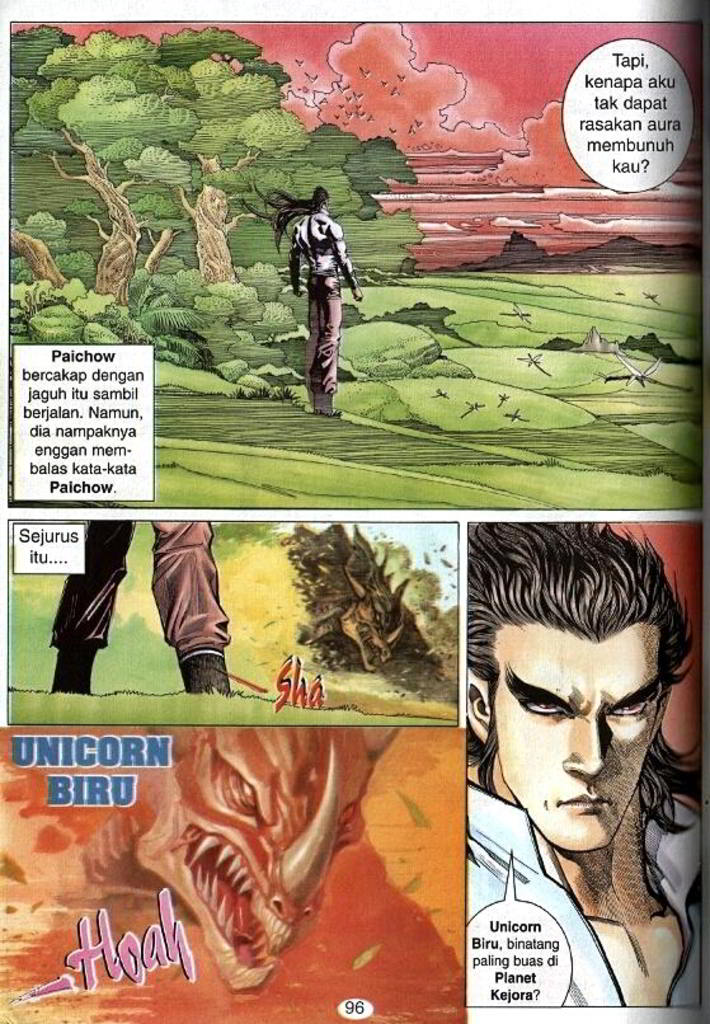 Tapi,
kenapa aku
tak dapat
rasakan aura
membunuh
kau?
Paichow
bercakap dengan
jaguh itu sambil
berjalan. Namun,
dia nampaknya
enggan mem-
balas kata-kata
Paichow.
Sejurus
itu....
Sha
UNICORN
BIRU
Hoah
Unicorn
Biru, binatang
paling buas di
Planet
Kejora?
96